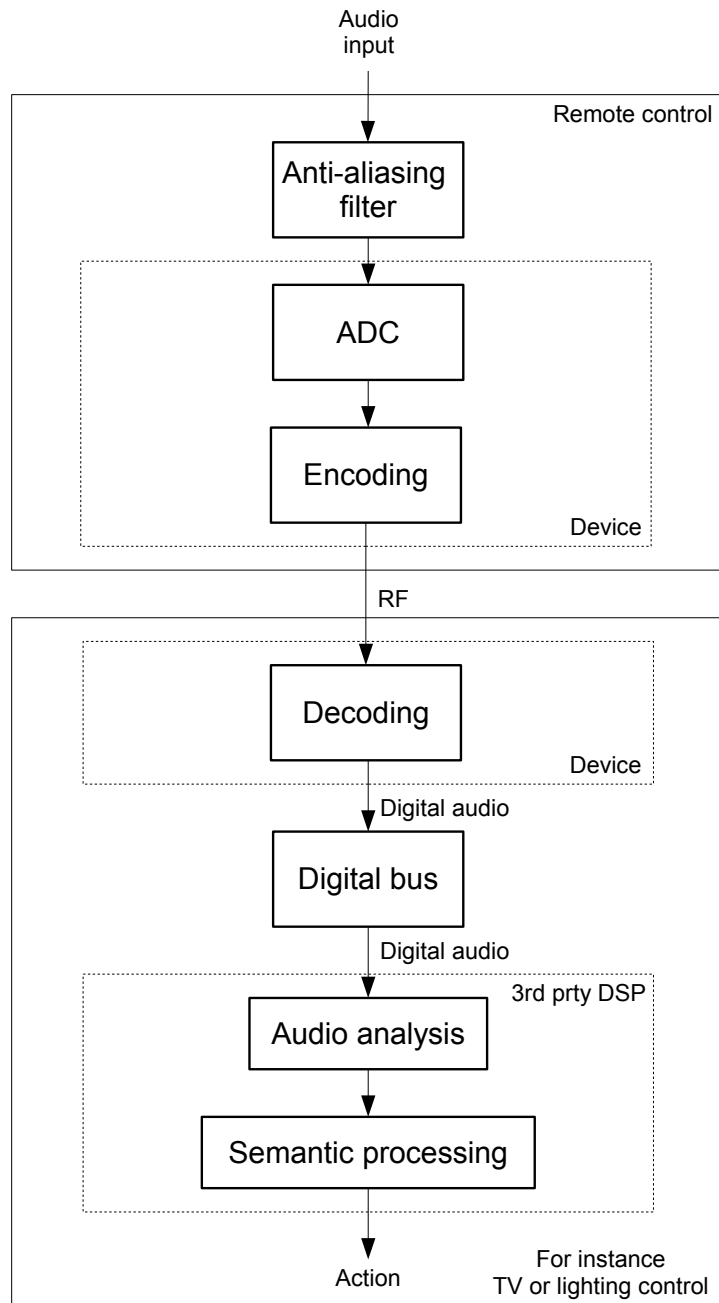 Audio
input
Remote control
Anti-aliasing
filter
ADC
Encoding
Device
RF
Decoding
Device
Digital audio
Digital bus
Digital audio
3rd prty DSP
Audio analysis
Semantic processing
Action
For instance
TV or lighting control